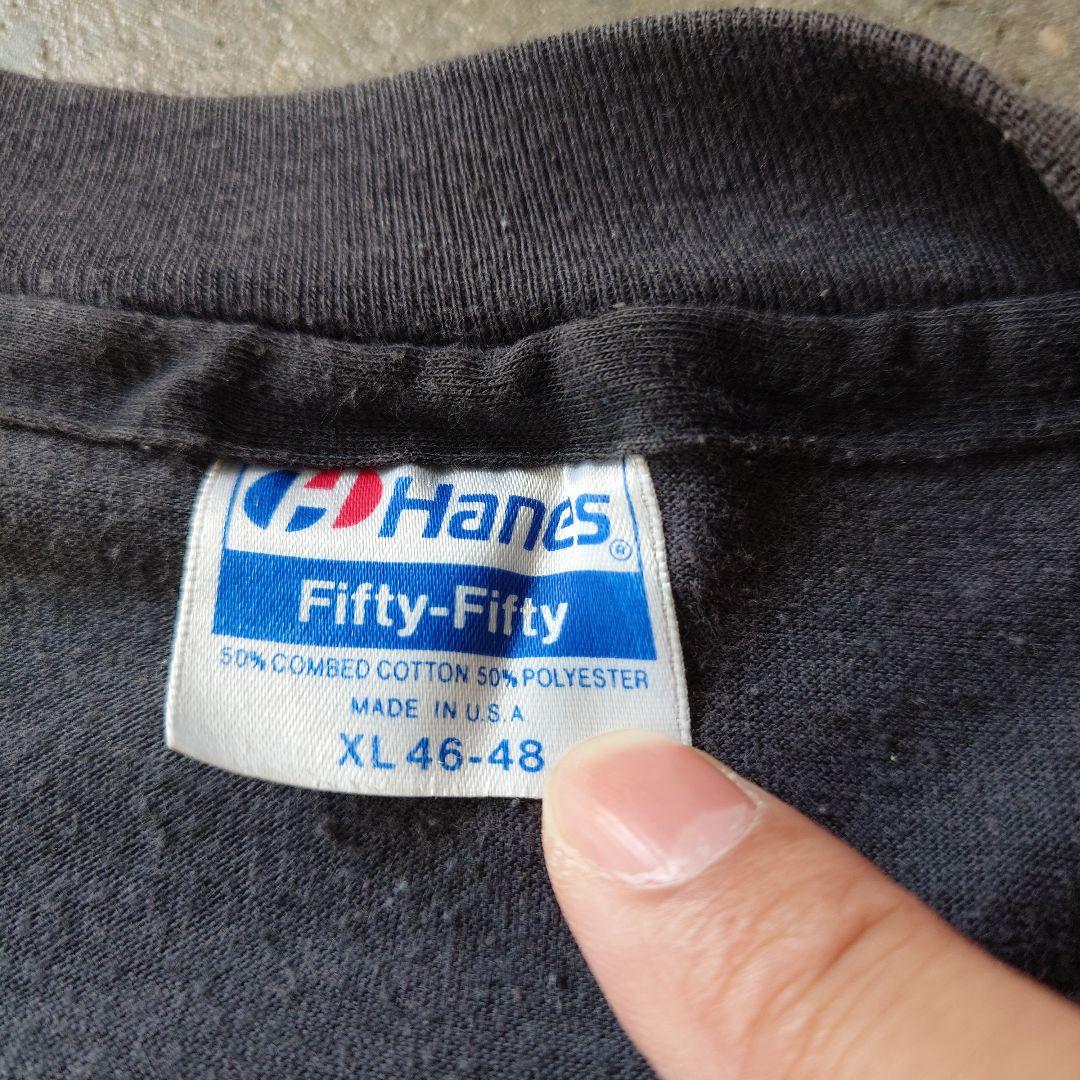 Hanes®
Fifty-Fifty
50% COMBED COTTON 50% POLYESTER
MADE IN U.S.A
XL 46-48